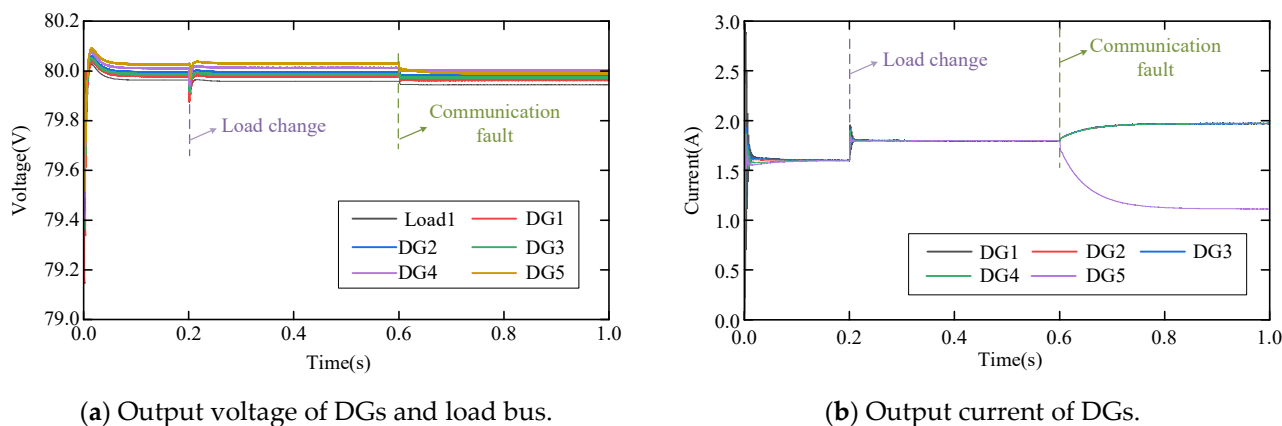 80.2
80.0
79.8
79.6
79.4
79.2
79.0
Voltage(V)
Load change
Communication
fault
Load1 DG1
DG2 DG3
DG4 DG5
0.0 0.2 0.4 0.6 0.8 1.0
Time(s)
(a) Output voltage of DGs and load bus.
3.0
2.5
2.0
1.5
1.0
0.5
0.0
Current(A)
Load change
Communication
fault
DG1 DG2 DG3
DG4 DG5
0.0 0.2 0.4 0.6 0.8 1.0
Time(s)
(b) Output current of DGs.